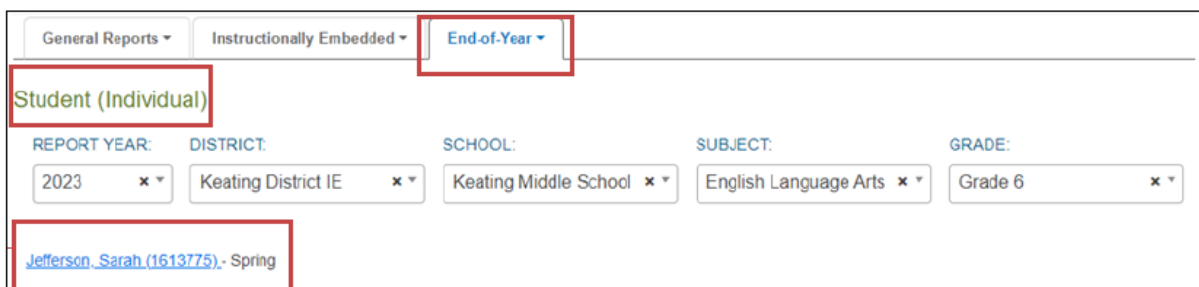 General Reports Instructionally Embedded End-of-Year
Student (Individual)
REPORT YEAR: DISTRICT: SCHOOL: SUBJECT: GRADE:
2023 × Keating District IE × Keating Middle School × English Language Arts × Grade 6 ×
Jefferson, Sarah (1613775) - Spring